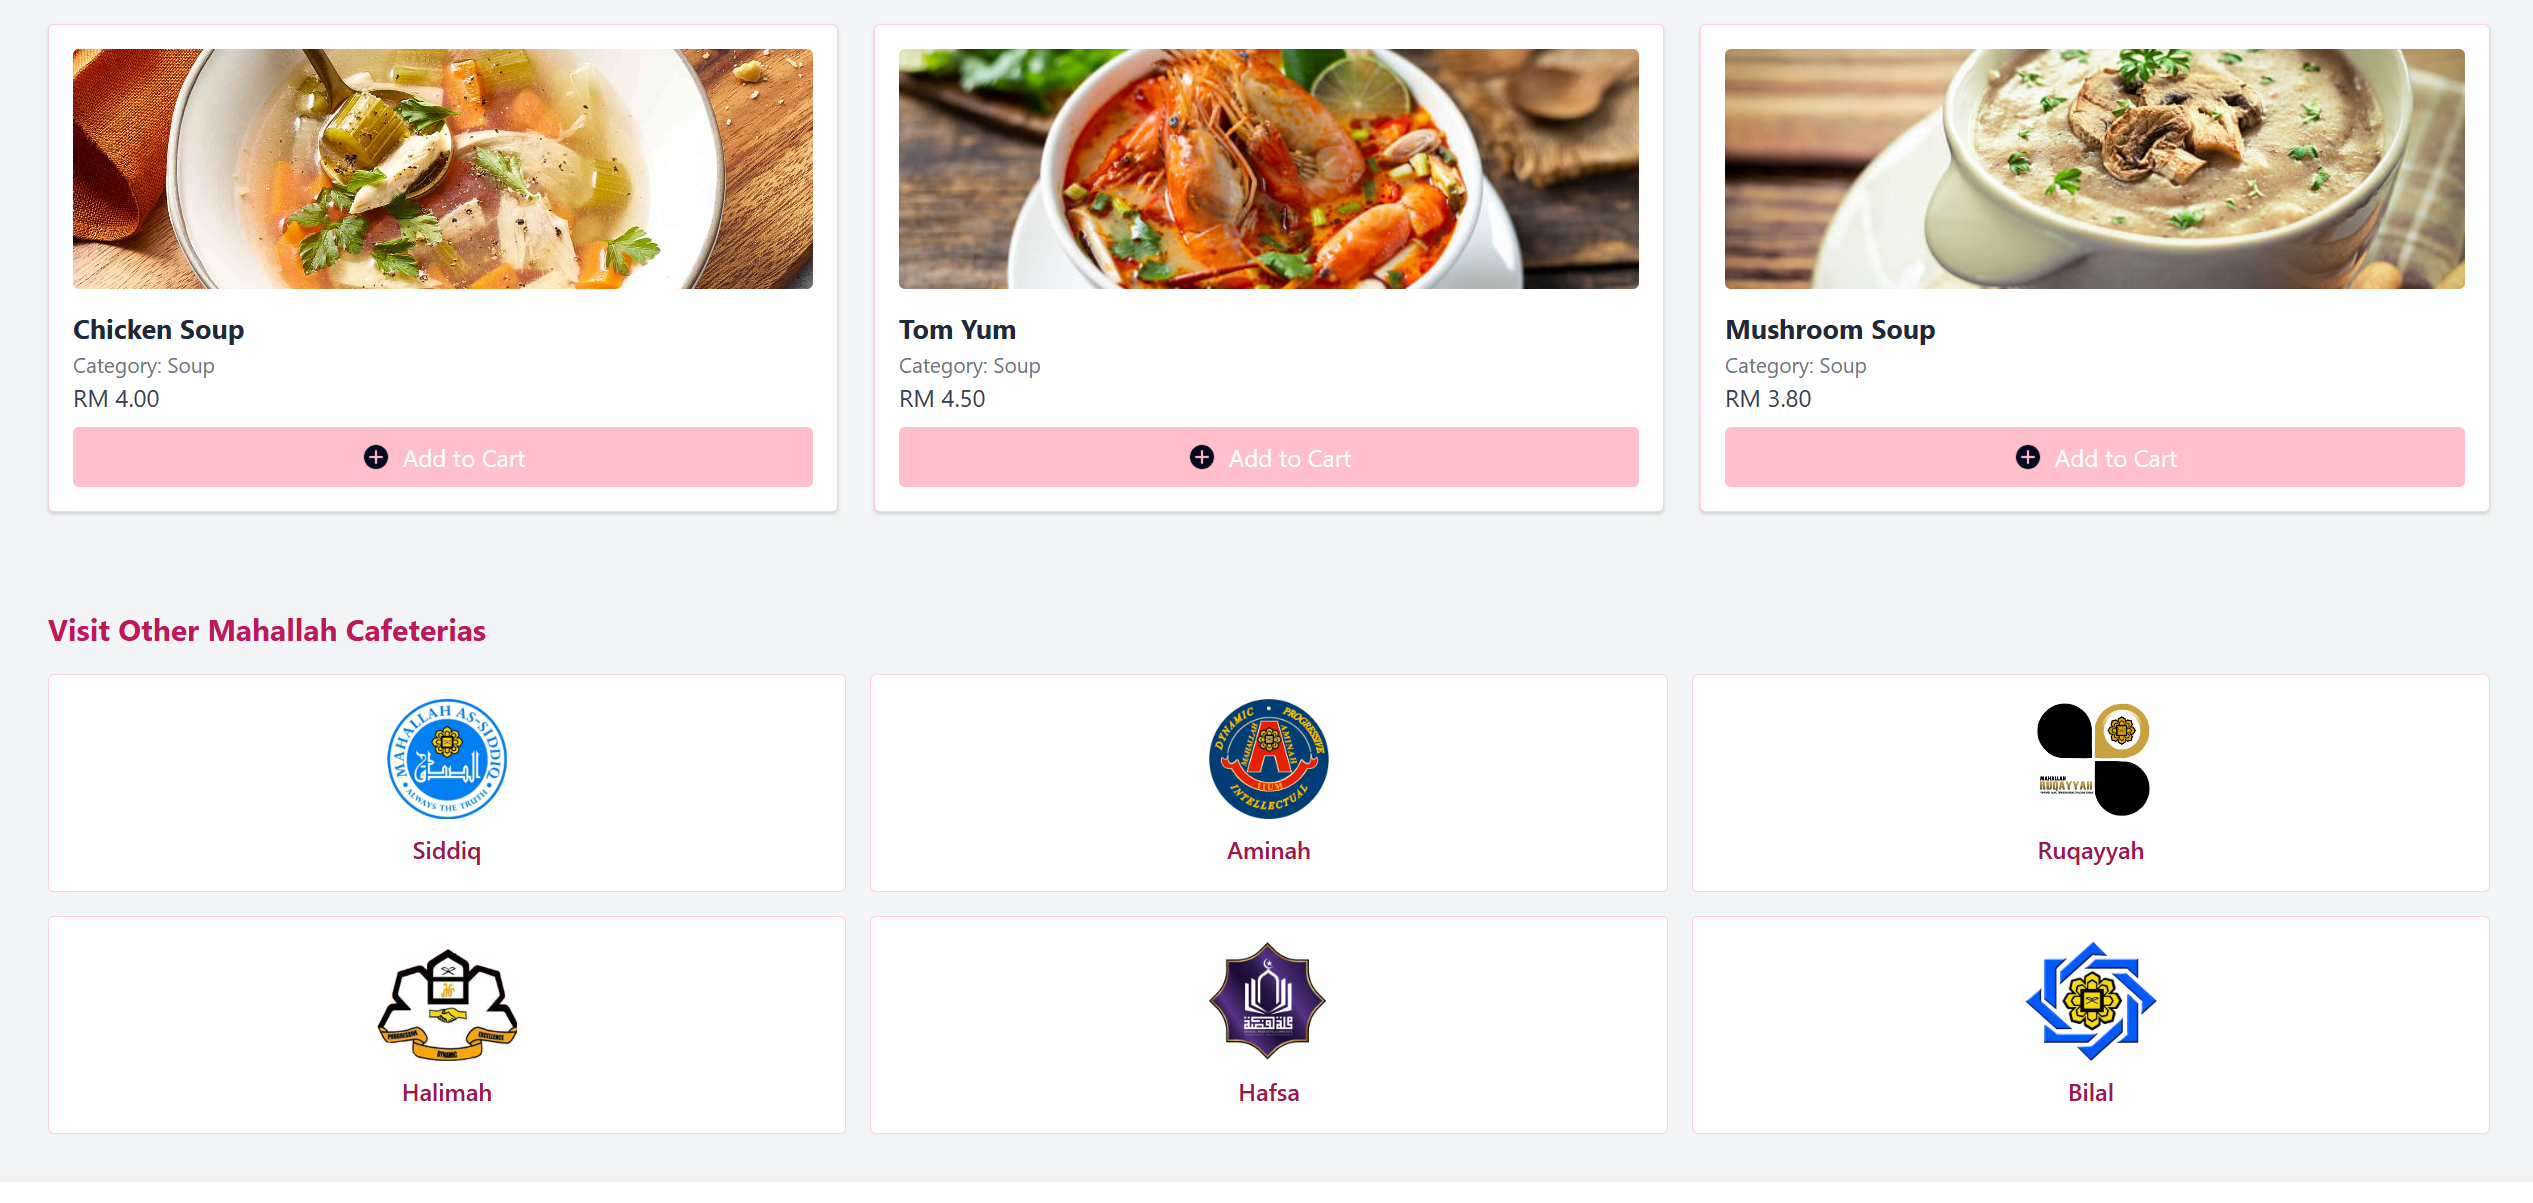 Chicken Soup
Category: Soup
RM 4.00
Add to Cart
Tom Yum
Category: Soup
RM 4.50
Add to Cart
Mushroom Soup
Category: Soup
RM 3.80
Add to Cart
Visit Other Mahallah Cafeterias
MAHALLAH AS-SIDDIQ
الصديق
ALWAYS THE TRUTH
Siddiq
DYNAMIC • PROGRESSIVE
MAHALLAH AMINAH
IIUM
INTELLECTUAL
Aminah
MAHALLAH
RUQAYYAH
Ruqayyah
PROGRESSIVE
DYNAMIC
EXCELLENCE
Halimah
Hafsa
Bilal